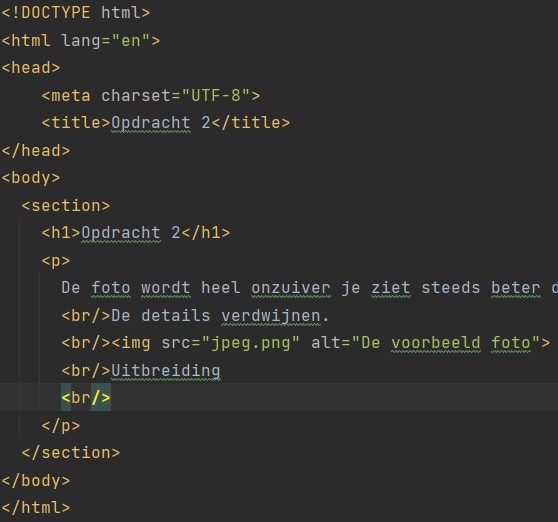 <!DOCTYPE html>
<html lang="en">
<head>
    <meta charset="UTF-8">
    <title>Opdracht 2</title>
</head>
<body>
  <section>
    <h1>Opdracht 2</h1>
    <p>
      De foto wordt heel onzuiver je ziet steeds beter d
      <br/>De details verdwijnen.
      <br/><img src="jpeg.png" alt="De voorbeeld foto">
      <br/>Uitbreiding
      <br/>
    </p>
  </section>
</body>
</html>